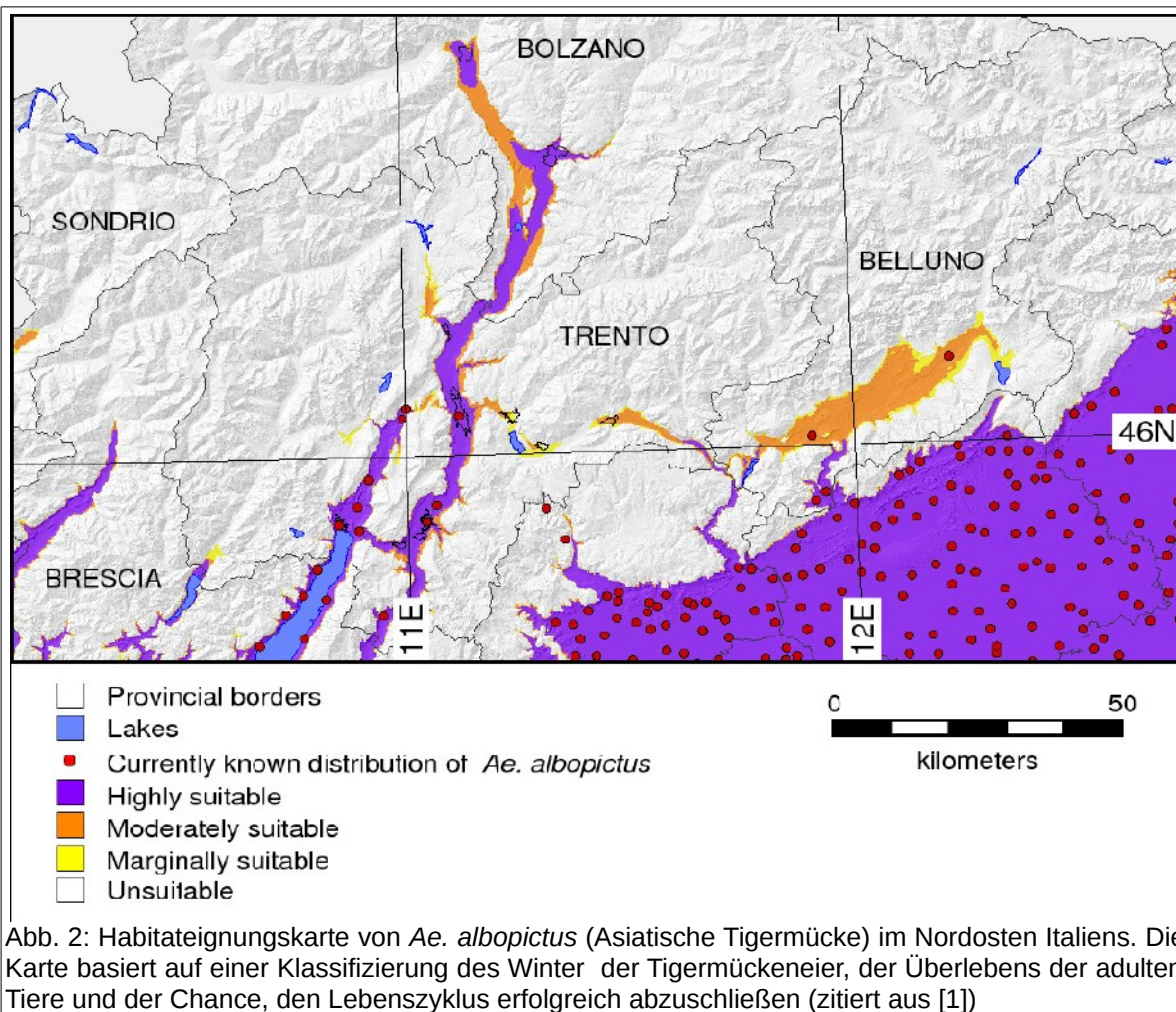 BOLZANO
SONDRIO
BELLUNO
TRENTO
46N
BRESCIA
11E
12E
Provincial borders
Lakes
Currently known distribution of Ae. albopictus
Highly suitable
Moderately suitable
Marginally suitable
Unsuitable
0 50
kilometers
Abb. 2: Habitateignungskarte von Ae. albopictus (Asiatische Tigermücke) im Nordosten Italiens. Die
Karte basiert auf einer Klassifizierung des Winter der Tigermückeneier, der Überlebens der adulten
Tiere und der Chance, den Lebenszyklus erfolgreich abzuschließen (zitiert aus [1])